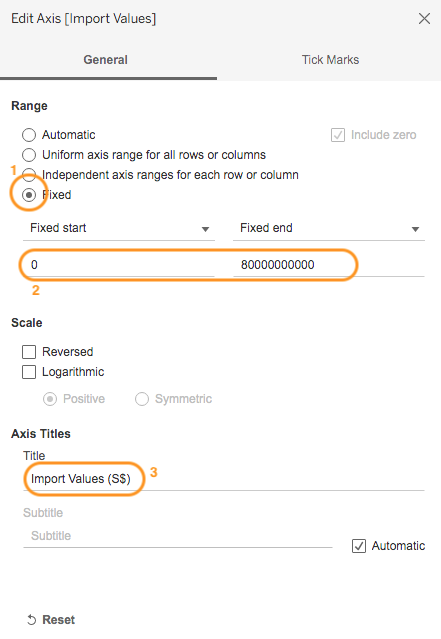 Edit Axis [Import Values]
General Tick Marks
Range
Automatic Include zero
Uniform axis range for all rows or columns
1
Independent axis ranges for each row or column
Fixed
Fixed start Fixed end
0 80000000000
2
Scale
Reversed
Logarithmic
Positive Symmetric
Axis Titles
Title
Import Values (S$) 3
Subtitle
Subtitle
Automatic
Reset